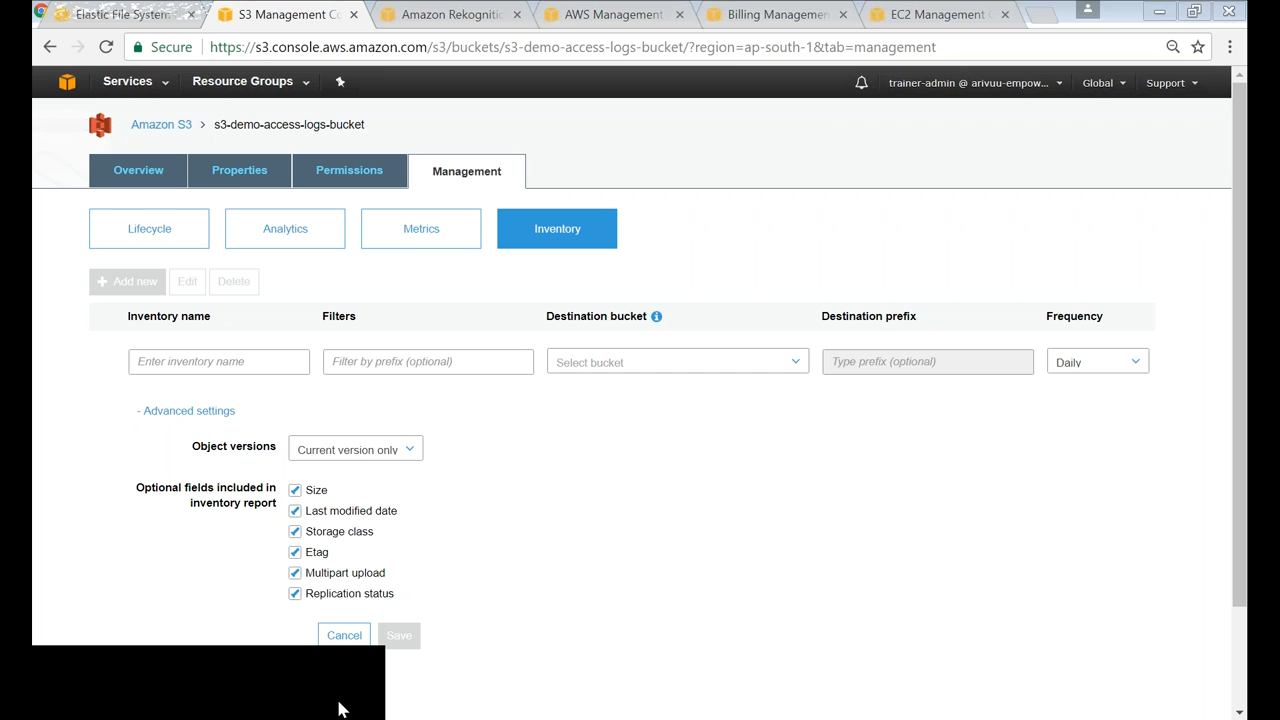 Elastic File System
S3 Management Co
Amazon Rekogniti
AWS Management
Billing Management
EC2 Management C
Secure
https://s3.console.aws.amazon.com/s3/buckets/s3-demo-access-logs-bucket/?region=ap-south-1&tab=management
Services
Resource Groups
trainer-admin @ arivuu-empow...
Global
Support
Amazon S3 > s3-demo-access-logs-bucket
Overview
Properties
Permissions
Management
Lifecycle
Analytics
Metrics
Inventory
+ Add new
Edit
Delete
Inventory name
Filters
Destination bucket
Destination prefix
Frequency
Enter inventory name
Filter by prefix (optional)
Select bucket
Type prefix (optional)
Daily
- Advanced settings
Object versions
Current version only
Optional fields included in
inventory report
Size
Last modified date
Storage class
Etag
Multipart upload
Replication status
Cancel
Save